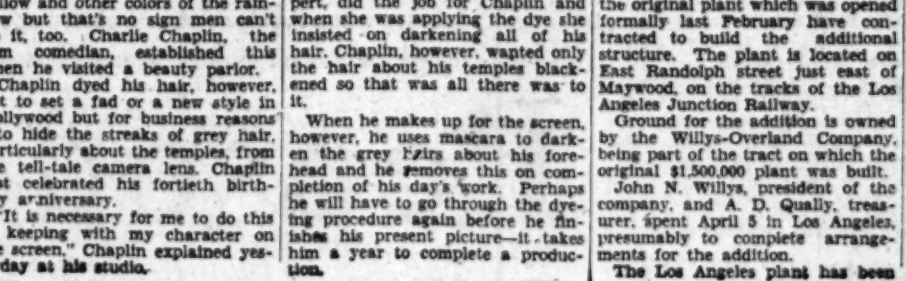 and other colors of the rain-
w but that's no sign men can't
it, too. Charlie Chaplin, the
m comedian, established this
en he visited a beauty parlor.
Chaplin dyed his hair, however,
t to set a fad or a new style in
ollywood but for business reasons
to hide the streaks of grey hair,
rticularly about the temples, from
e tell-tale camera lens. Chaplin
st celebrated his fortieth birth-
y anniversary.
"It is necessary for me to do this
keeping with my character on
e screen," Chaplin explained yes-
day at his studio.
pert, did the job for Chaplin and
when she was applying the dye she
insisted on darkening all of his
hair. Chaplin, however, wanted only
the hair about his temples black-
ened so that was all there was to
it.
When he makes up for the screen,
however, he uses mascara to dark-
en the grey hairs about his fore-
head and he removes this on com-
pletion of his day's work. Perhaps
he will have to go through the dye-
ing procedure again before he fin-
ishes his present picture—it takes
him a year to complete a produc-
tion.
the original plant which was opened
formally last February have con-
tracted to build the additional
structure. The plant is located on
East Randolph street just east of
Maywood, on the tracks of the Los
Angeles Junction Railway.
Ground for the addition is owned
by the Willys-Overland Company,
being part of the tract on which the
original $1,500,000 plant was built.
John N. Willys, president of the
company, and A. D. Qually, treas-
urer, spent April 5 in Los Angeles,
presumably to complete arrange-
ments for the addition.
The Los Angeles plant has been